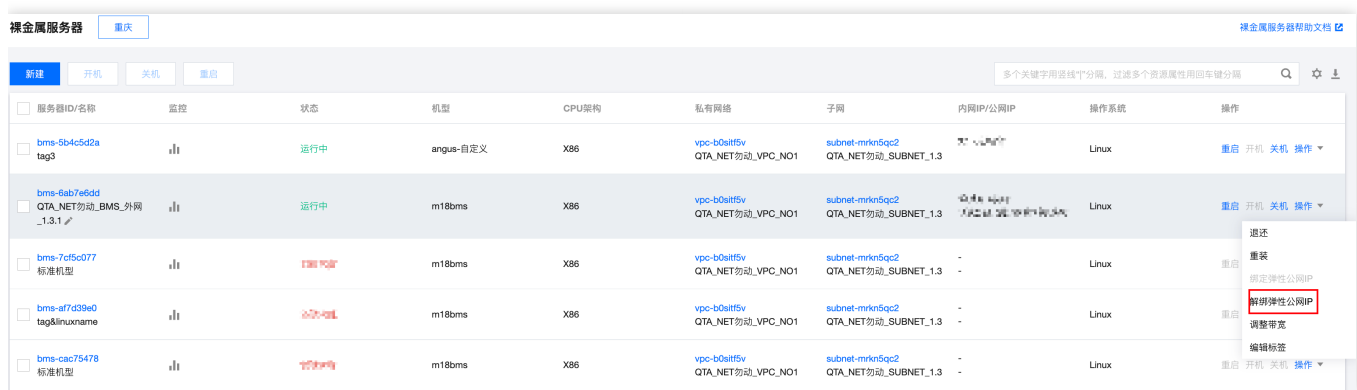 裸金属服务器 重庆 裸金属服务器帮助文档
新建 开机 关机 重启 多个关键字用竖线"|"分隔，过滤多个资源属性用回车键分隔
服务器ID/名称 监控 状态 机型 CPU架构 私有网络 子网 内网IP/公网IP 操作系统 操作
bms-5b4c5d2a vpc-b0sitf5v subnet-mrkn5qc2
运行中 angus-自定义 X86 Linux 重启 开机 关机 操作
tag3 QTA_NET勿动_VPC_NO1 QTA_NET勿动_SUBNET_1.3
bms-6ab7e6dd
vpc-b0sitf5v subnet-mrkn5qc2
QTA_NET勿动_BMS_外网 运行中 m18bms X86 Linux 重启 开机 关机 操作
_1.3.1 QTA_NET勿动_VPC_NO1 QTA_NET勿动_SUBNET_1.3
退还
重装
绑定弹性公网IP
解绑弹性公网IP
调整带宽
编辑标签
bms-7cf5c077 vpc-b0sitf5v subnet-mrkn5qc2 -
m18bms X86 Linux 重启
标准机型 QTA_NET勿动_VPC_NO1 QTA_NET勿动_SUBNET_1.3 -
bms-af7d39e0 vpc-b0sitf5v subnet-mrkn5qc2 -
m18bms X86 Linux 重启
tag&linuxname QTA_NET勿动_VPC_NO1 QTA_NET勿动_SUBNET_1.3 -
bms-cac75478 vpc-b0sitf5v subnet-mrkn5qc2 -
m18bms X86 Linux 重启 开机 关机 操作
标准机型 QTA_NET勿动_VPC_NO1 QTA_NET勿动_SUBNET_1.3 -